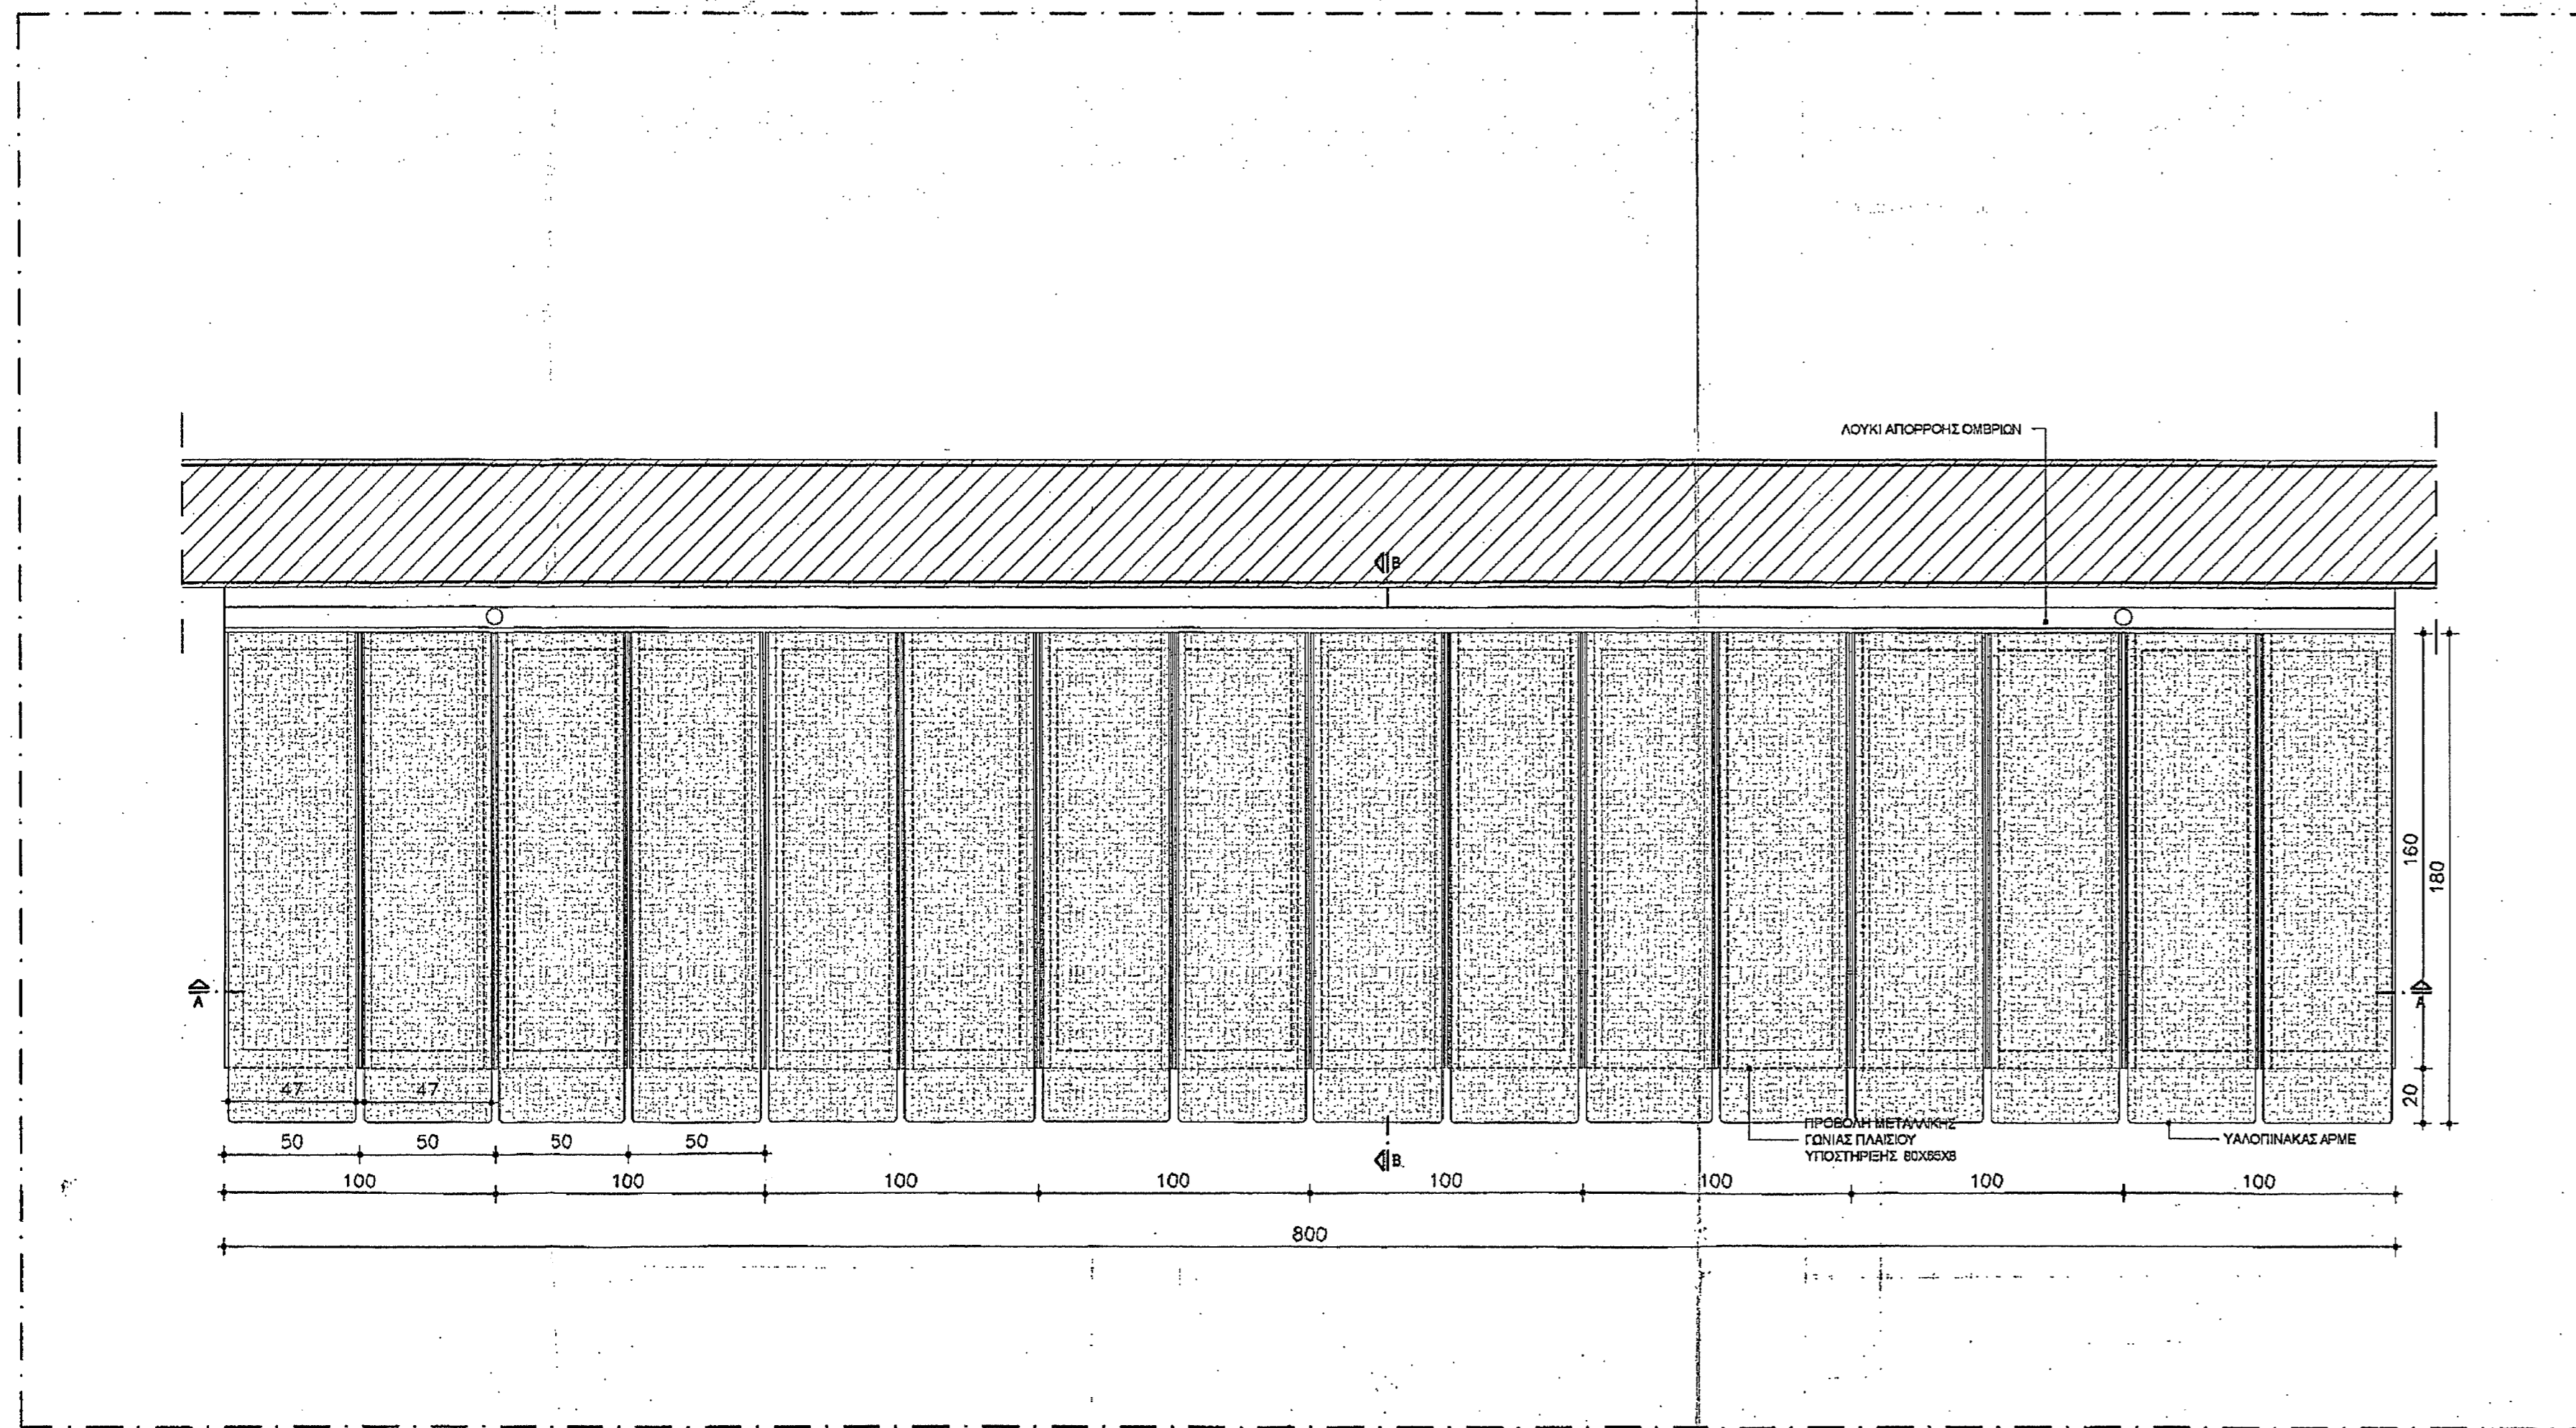 ΛΟΥΚΙ ΑΠΟΡΡΟΗΣ ΟΜΒΡΙΩΝ
B
160
180
A
A
47 47
20
50 50 50 50
ΠΡΟΒΟΛΗ ΜΕΤΑΛΛΙΚΗΣ
ΓΩΝΙΑΣ ΠΛΑΙΣΙΟΥ
ΥΠΟΣΤΗΡΙΞΗΣ 80X65X8
ΥΑΛΟΠΙΝΑΚΑΣ ΑΡΜΕ
B
100 100 100 100 100 100 100 100
800